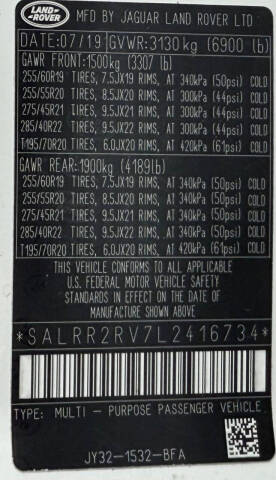 LAND-
-ROVER
MFD BY JAGUAR LAND ROVER LTD
DATE:07/19 GVWR:3130kg (6900 lb)
GAWR FRONT:1500kg (3307 lb)
255/60R19 TIRES, 7.5JX19 RIMS, AT 340kPa (50psi) COLD
255/55R20 TIRES, 8.5JX20 RIMS, AT 300kPa (44psi) COLD
275/45R21 TIRES, 9.5JX21 RIMS, AT 300kPa (44psi) COLD
285/40R22 TIRES, 9.5JX22 RIMS, AT 300kPa (44psi) COLD
T195/70R20 TIRES, 6.0JX20 RIMS, AT 420kPa (61psi) COLD
GAWR REAR:1900kg (4189lb)
255/60R19 TIRES, 7.5JX19 RIMS, AT 340kPa (50psi) COLD
255/55R20 TIRES, 8.5JX20 RIMS, AT 340kPa (50psi) COLD
275/45R21 TIRES, 9.5JX21 RIMS, AT 340kPa (50psi) COLD
285/40R22 TIRES, 9.5JX22 RIMS, AT 340kPa (50psi) COLD
T195/70R20 TIRES, 6.0JX20 RIMS, AT 420kPa (61psi) COLD
THIS VEHICLE CONFORMS TO ALL APPLICABLE
U.S. FEDERAL MOTOR VEHICLE SAFETY
STANDARDS IN EFFECT ON THE DATE OF
MANUFACTURE SHOWN ABOVE
*SALRR2RV7L2416734*
TYPE: MULTI - PURPOSE PASSENGER VEHICLE
JY32-1532-BFA